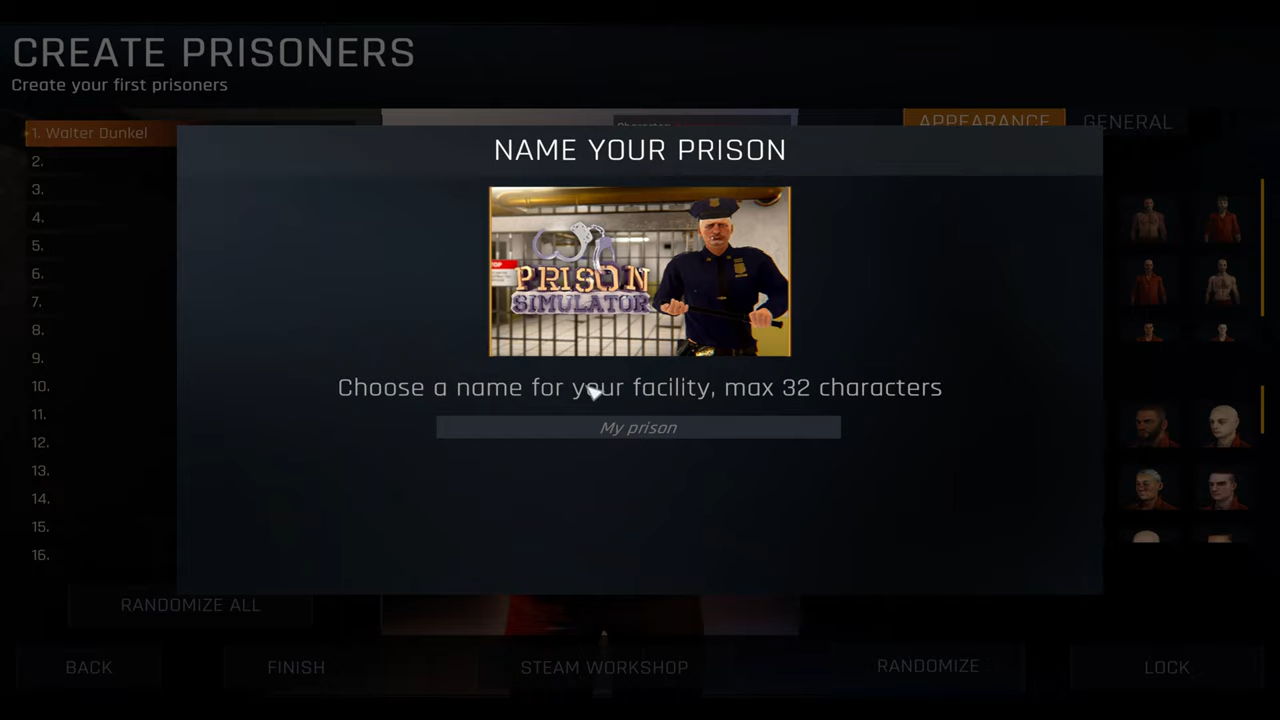 CREATE PRISONERS
Create your first prisoners
1. Walter Dunkel
2.
3.
4.
5.
6.
7.
8.
9.
10.
11.
12.
13.
14.
15.
16.
APPEARANCE
GENERAL
NAME YOUR PRISON
PRISON
SIMULATOR
Choose a name for your facility, max 32 characters
My prison
RANDOMIZE ALL
BACK
FINISH
STEAM WORKSHOP
RANDOMIZE
LOCK